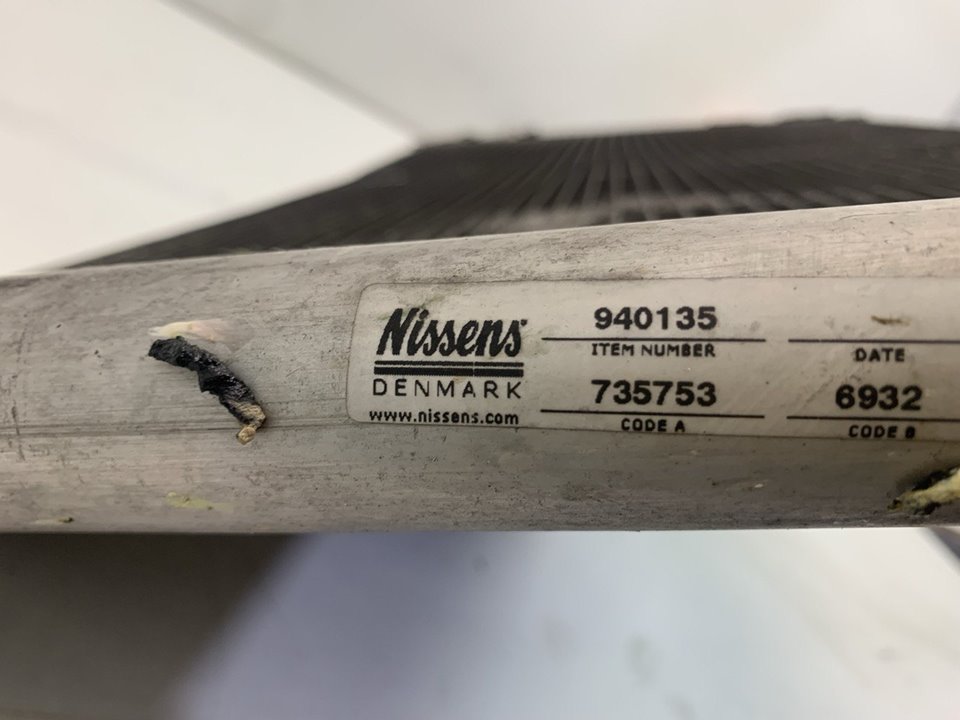 Nissens
DENMARK
www.nissens.com
940135
ITEM NUMBER
735753
CODE A
DATE
6932
CODE B